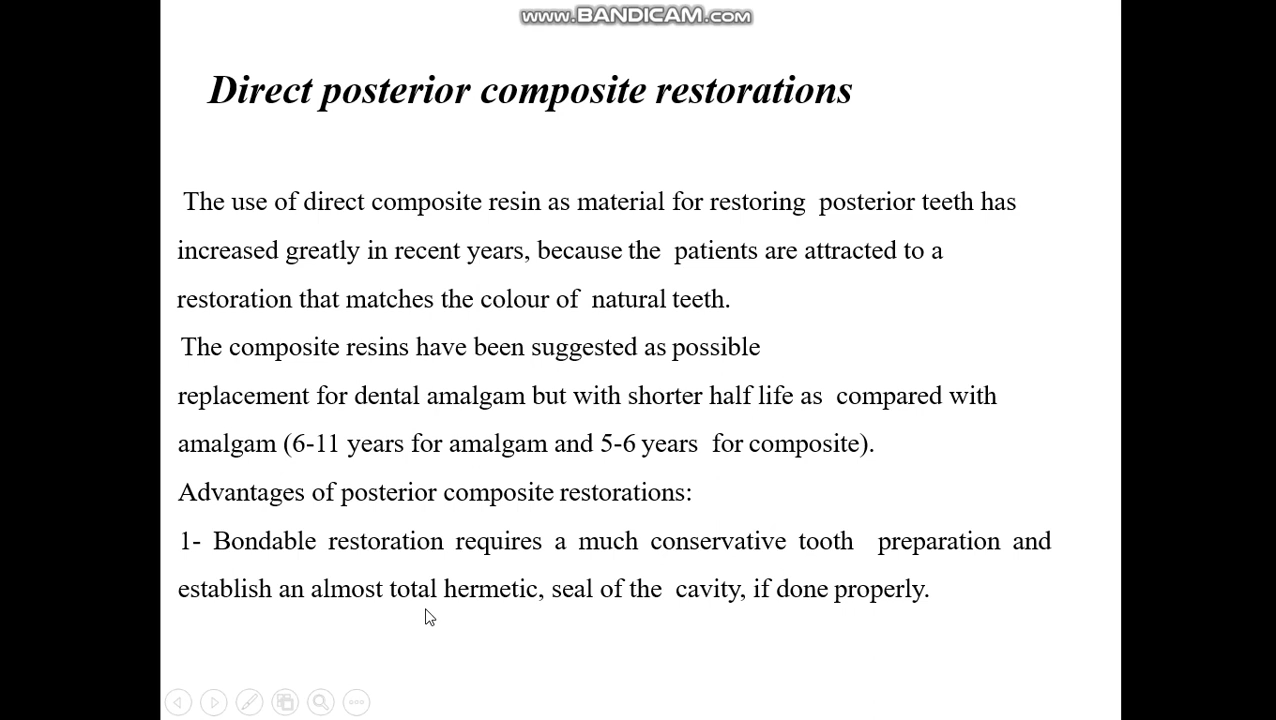 www.BANDICAM.com
Direct posterior composite restorations
The use of direct composite resin as material for restoring posterior teeth has
increased greatly in recent years, because the patients are attracted to a
restoration that matches the colour of natural teeth.
The composite resins have been suggested as possible
replacement for dental amalgam but with shorter half life as compared with
amalgam (6-11 years for amalgam and 5-6 years for composite).
Advantages of posterior composite restorations:
1- Bondable restoration requires a much conservative tooth preparation and
establish an almost total hermetic, seal of the cavity, if done properly.